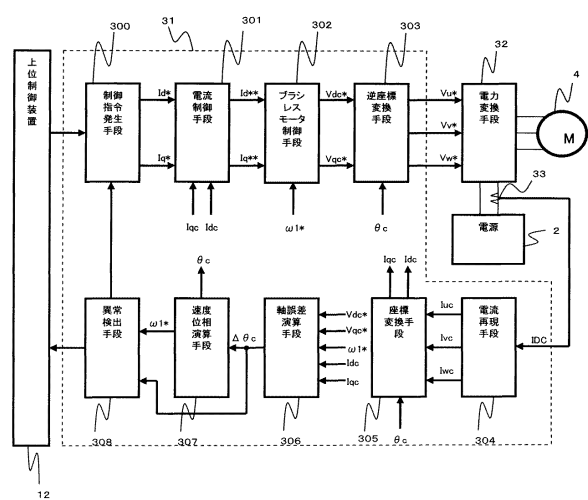 31
300
301
302
303
32
4
上位制御装置
制御
指令
発生
手段
Id*
Iq*
電流
制御
手段
Id**
Iq**
ブラシ
レス
モータ
制御
手段
Vdc*
Vqc*
逆座標
変換
手段
Vu*
Vv*
Vw*
電力
変換
手段
M
33
電源
2
Iqc
Idc
ω1*
θc
θc
Iqc
Idc
異常
検出
手段
ω1*
速度
位相
演算
手段
Δθc
軸誤差
演算手
段
Vdc*
Vqc*
ω1*
Idc
Iqc
座標
変換手
段
Iuc
Ivc
Iwc
電流
再現
手段
IDC
θc
308
307
306
305
304
12